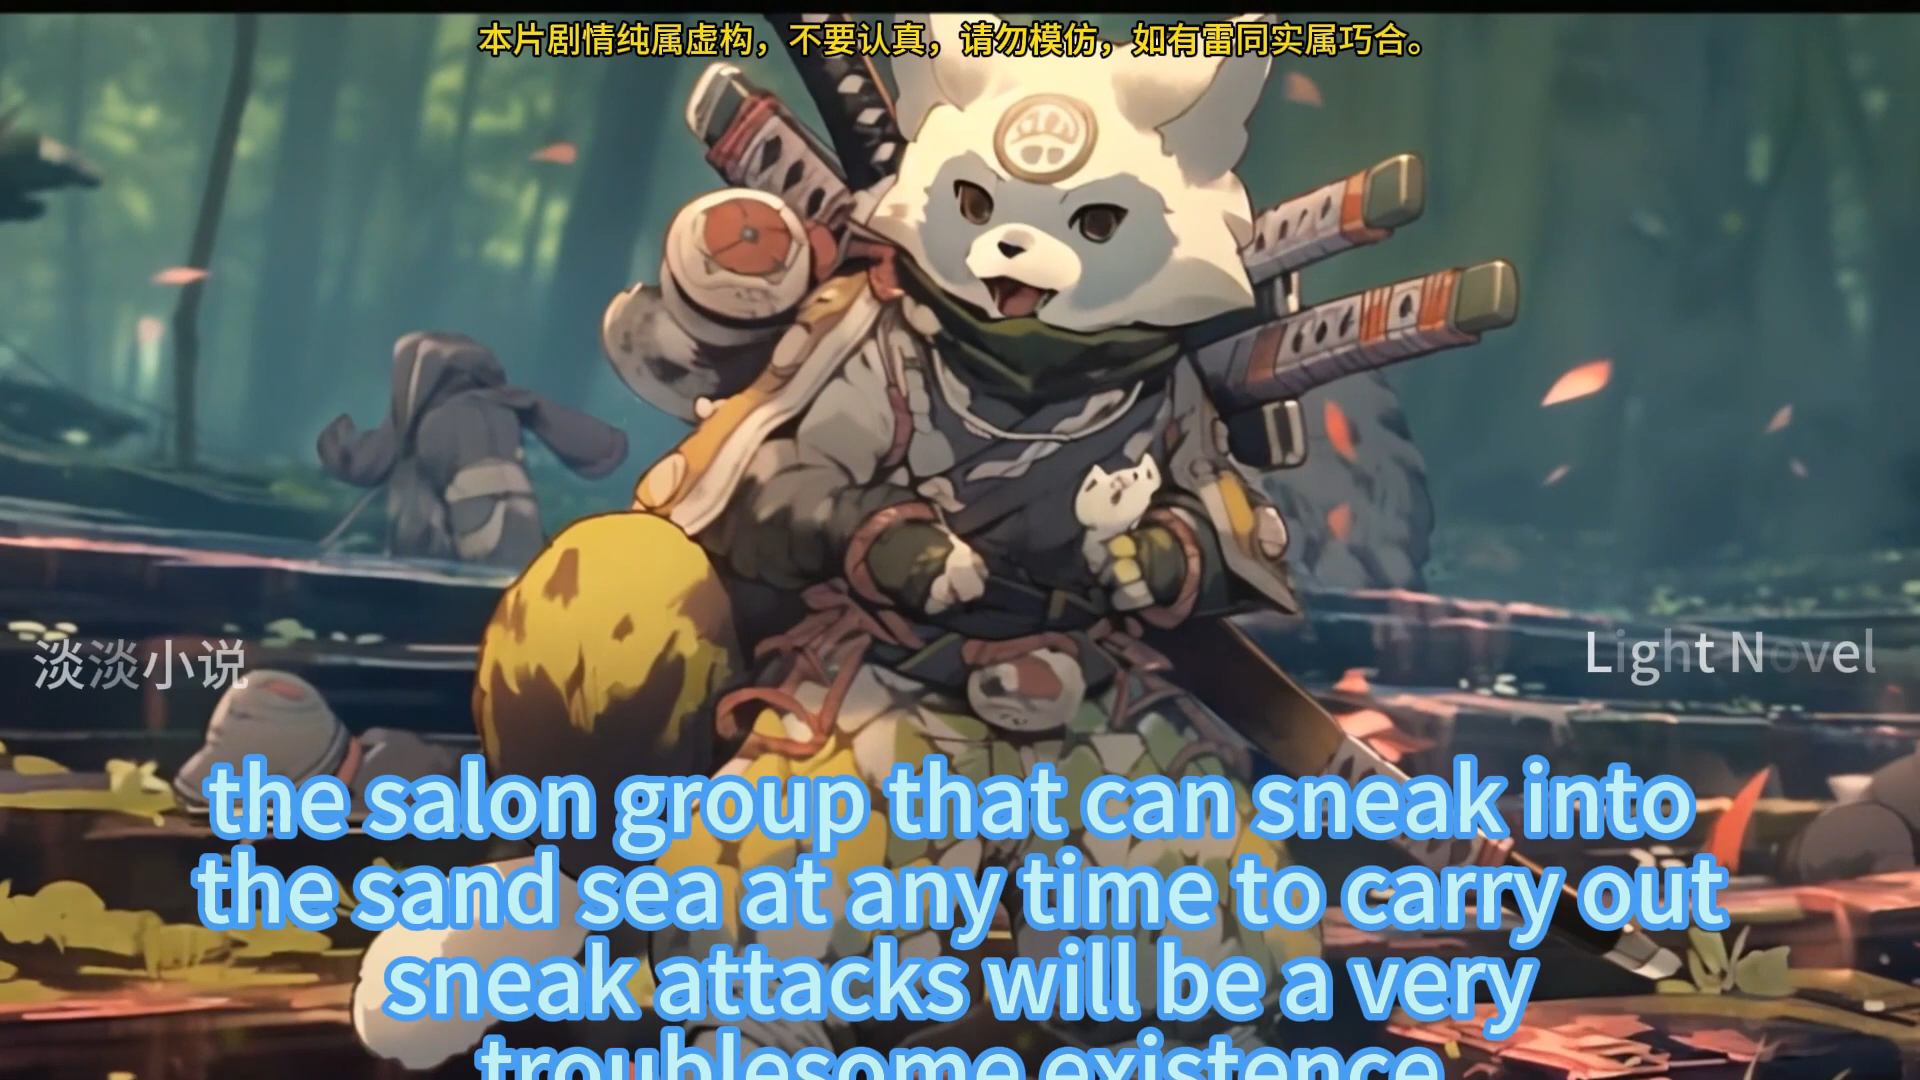 本片剧情纯属虚构，不要认真，请勿模仿，如有雷同实属巧合。
淡淡小说
Light Novel
the salon group that can sneak into
the sand sea at any time to carry out
sneak attacks will be a very
troublesome existence